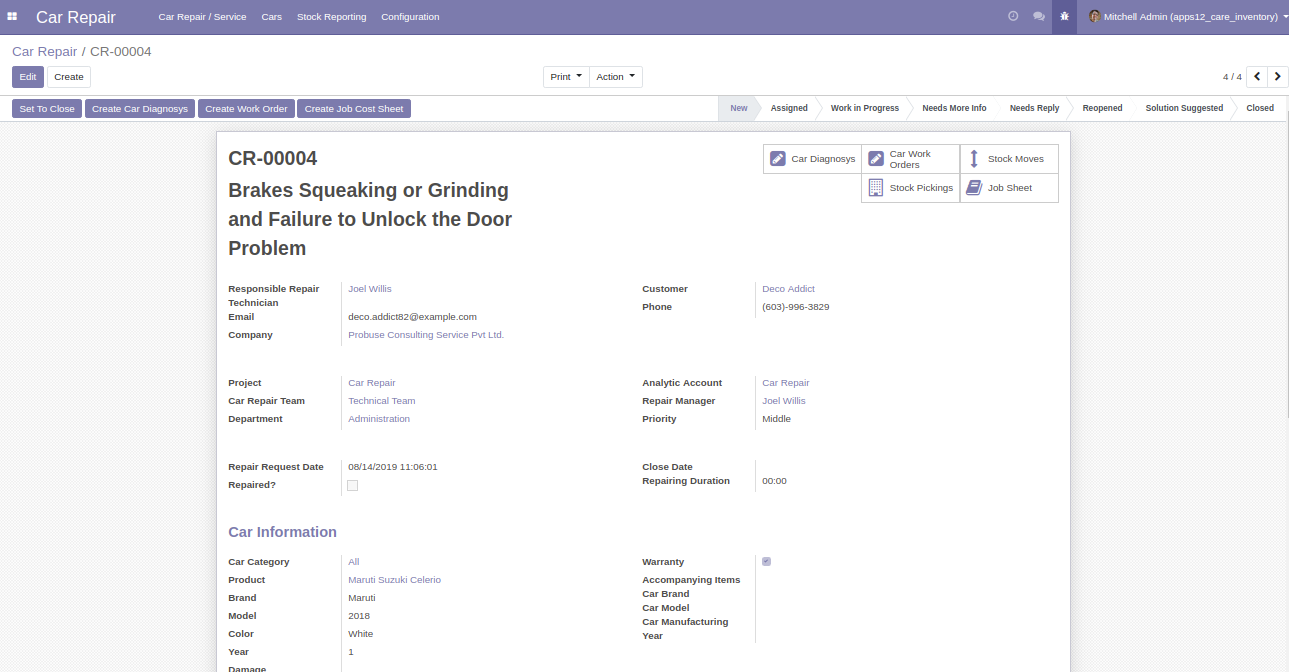 Car Repair Car Repair / Service Cars Stock Reporting Configuration Mitchell Admin (apps12_care_inventory)
Car Repair / CR-00004
Edit Create Print Action 4 / 4
Set To Close Create Car Diagnosys Create Work Order Create Job Cost Sheet New Assigned Work in Progress Needs More Info Needs Reply Reopened Solution Suggested Closed
CR-00004
Car Diagnosys Car Work Orders Stock Moves
Stock Pickings Job Sheet
Brakes Squeaking or Grinding
and Failure to Unlock the Door
Problem
Responsible Repair Technician Joel Willis
Email deco.addict82@example.com
Company Probuse Consulting Service Pvt Ltd.
Customer Deco Addict
Phone (603)-996-3829
Project Car Repair
Car Repair Team Technical Team
Department Administration
Analytic Account Car Repair
Repair Manager Joel Willis
Priority Middle
Repair Request Date 08/14/2019 11:06:01
Repaired?
Close Date
Repairing Duration 00:00
Car Information
Car Category All
Product Maruti Suzuki Celerio
Brand Maruti
Model 2018
Color White
Year 1
Damage
Warranty
Accompanying Items
Car Brand
Car Model
Car Manufacturing
Year